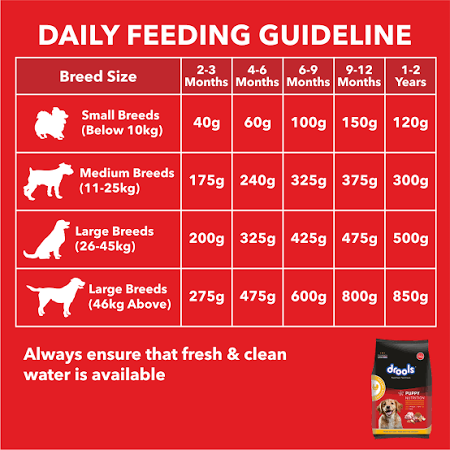 DAILY FEEDING GUIDELINE
Breed Size 2-3 Months 4-6 Months 6-9 Months 9-12 Months 1-2 Years
Small Breeds (Below 10kg) 40g 60g 100g 150g 120g
Medium Breeds (11-25kg) 175g 240g 325g 375g 300g
Large Breeds (26-45kg) 200g 325g 425g 475g 500g
Large Breeds (46kg Above) 275g 475g 600g 800g 850g
Always ensure that fresh & clean
water is available
drools
PUPPY